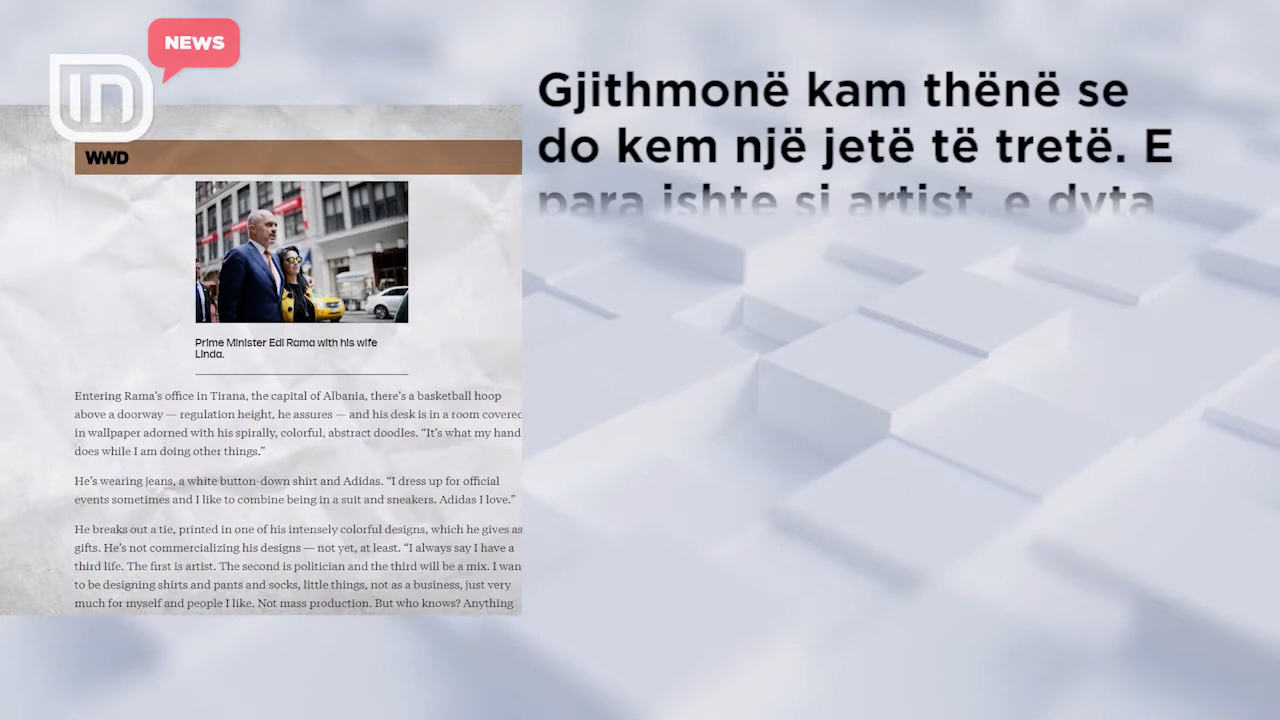 NEWS
IN
Gjithmonë kam thënë se
do kem një jetë të tretë. E
para ishte si artist, e dyta
WWD
Prime Minister Edi Rama with his wife
Linda.
Entering Rama's office in Tirana, the capital of Albania, there's a basketball hoop
above a doorway — regulation height, he assures — and his desk is in a room covered
in wallpaper adorned with his spirally, colorful, abstract doodles. “It's what my hand
does while I am doing other things.”
He's wearing jeans, a white button-down shirt and Adidas. “I dress up for official
events sometimes and I like to combine being in a suit and sneakers. Adidas I love.”
He breaks out a tie, printed in one of his intensely colorful designs, which he gives as
gifts. He's not commercializing his designs — not yet, at least. “I always say I have a
third life. The first is artist. The second is politician and the third will be a mix. I wan
to be designing shirts and pants and socks, little things, not as a business, just very
much for myself and people I like. Not mass production. But who knows? Anything